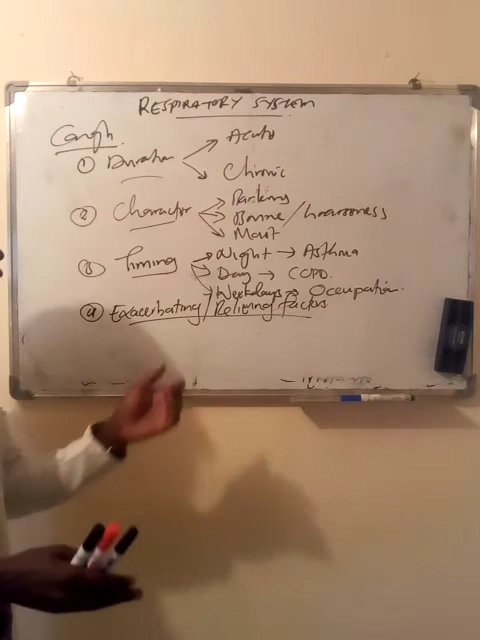 RESPIRATORY SYSTEM
Cough
① Duration → Acute
→ Chronic
② Character → Barking
→ Bovine / hoarseness
→ Moist
③ Timing → Night → Asthma
→ Day → COPD.
→ Weekdays → Occupation.
④ Exacerbating / Relieving factors